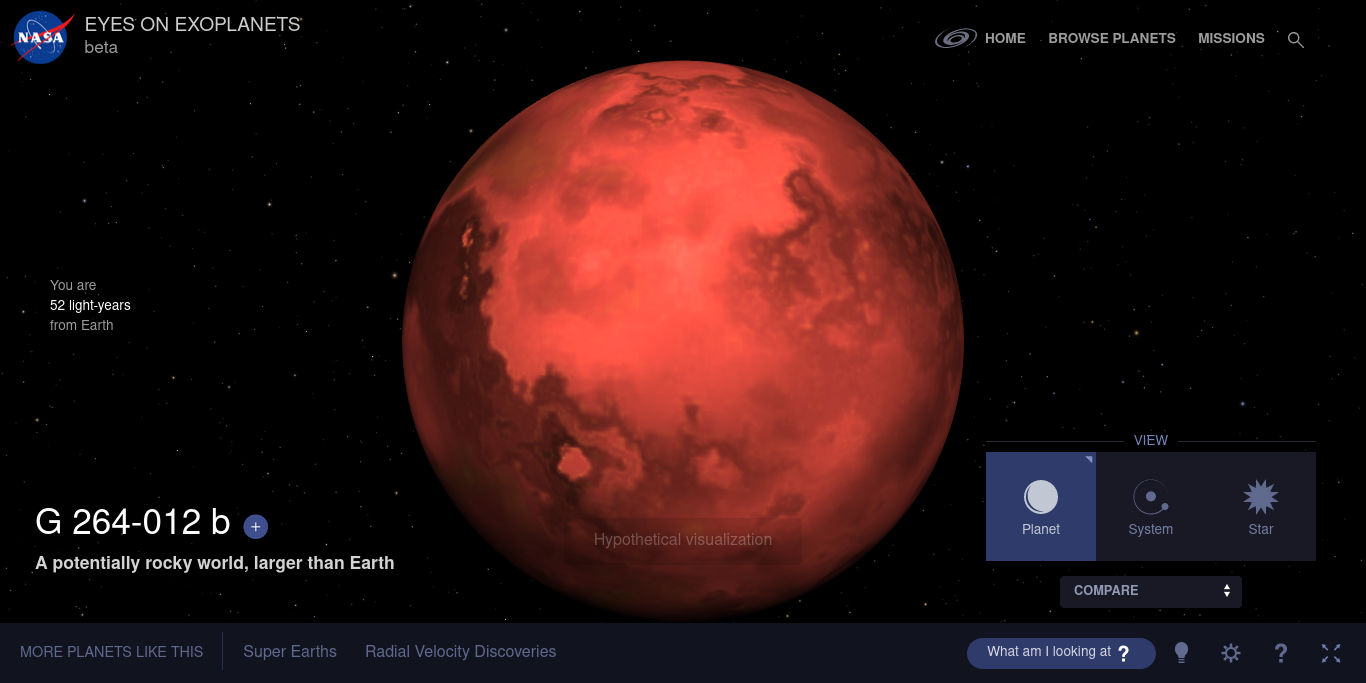 NASA
EYES ON EXOPLANETS
beta
HOME
BROWSE PLANETS
MISSIONS
You are
52 light-years
from Earth
G 264-012 b +
A potentially rocky world, larger than Earth
Hypothetical visualization
VIEW
Planet
System
Star
COMPARE
MORE PLANETS LIKE THIS
Super Earths
Radial Velocity Discoveries
What am I looking at ?
?